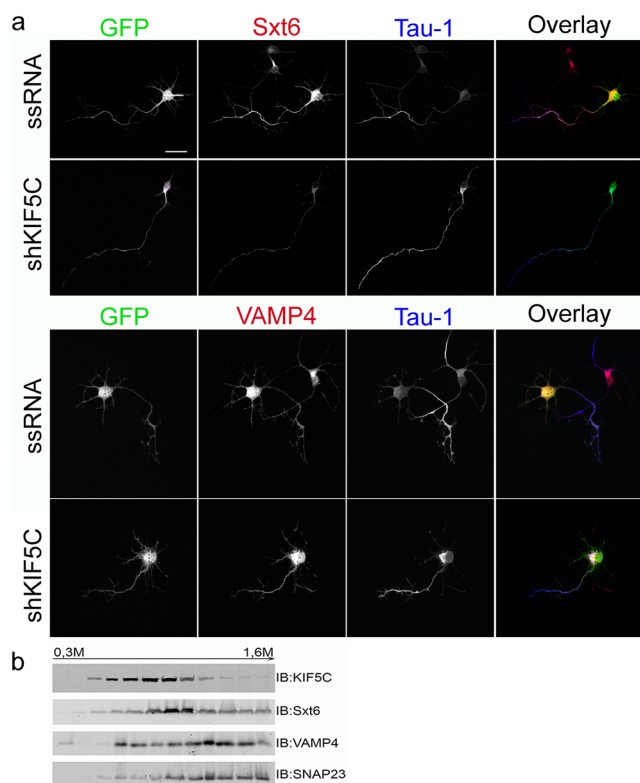 a
GFP Sxt6 Tau-1 Overlay
ssRNA
shKIF5C
GFP VAMP4 Tau-1 Overlay
ssRNA
shKIF5C
b
0,3M 1,6M
IB:KIF5C
IB:Sxt6
IB:VAMP4
IB:SNAP23